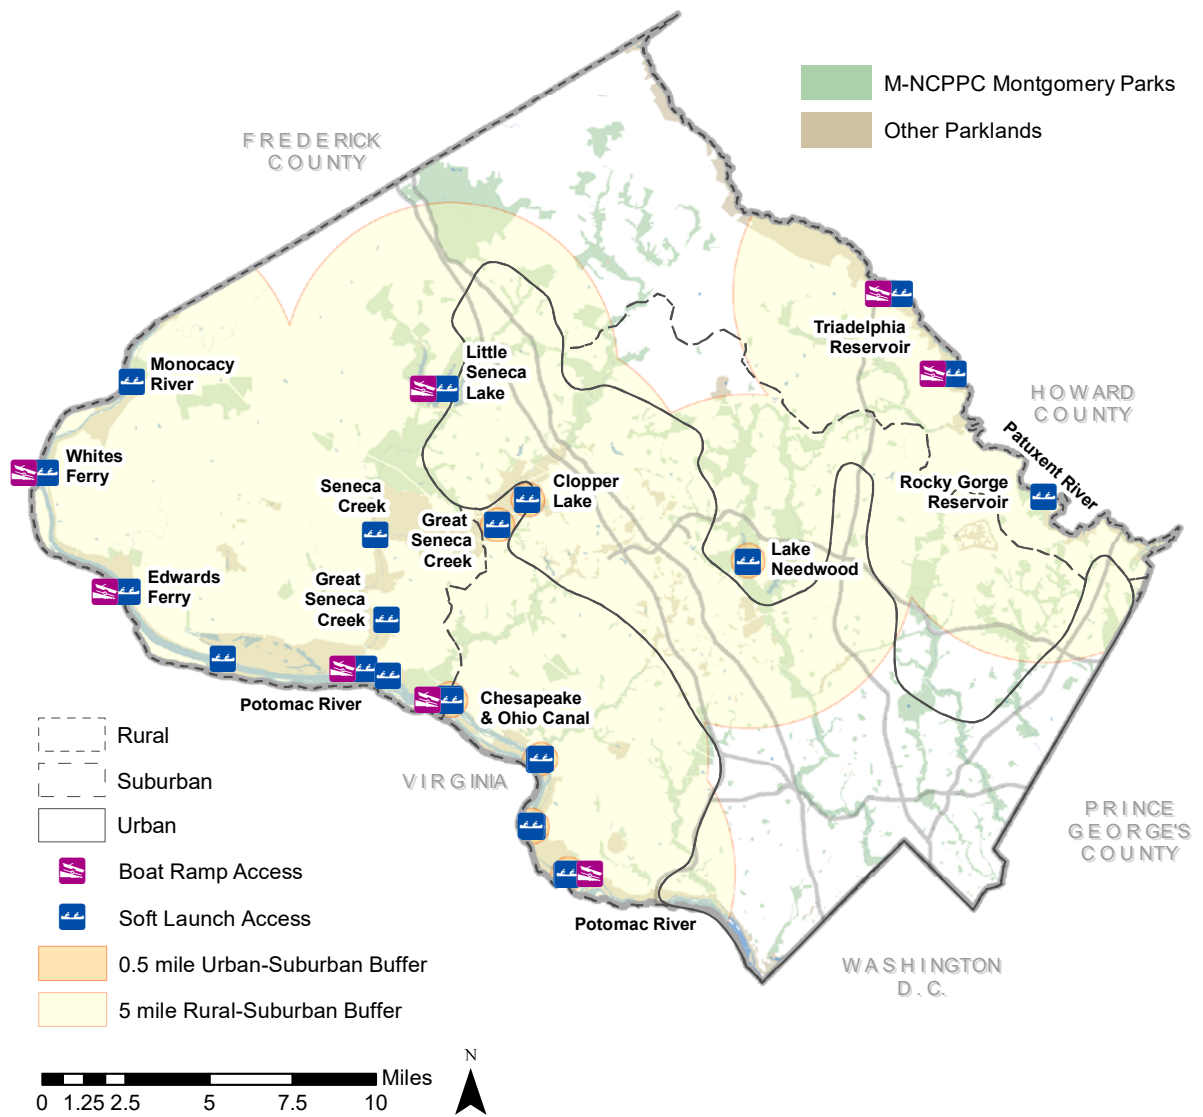 M-NCPPC Montgomery Parks
Other Parklands
FREDERICK
COUNTY
Triadelphia
Reservoir
Monocacy
River
Little
Seneca
Lake
HOWARD
COUNTY
Patuxent River
Whites
Ferry
Seneca
Creek
Clopper
Lake
Rocky Gorge
Reservoir
Great
Seneca
Creek
Lake
Needwood
Edwards
Ferry
Great
Seneca
Creek
Potomac River
Chesapeake
& Ohio Canal
VIRGINIA
PRINCE
GEORGE'S
COUNTY
Potomac River
WASHINGTON
D.C.
Rural
Suburban
Urban
Boat Ramp Access
Soft Launch Access
0.5 mile Urban-Suburban Buffer
5 mile Rural-Suburban Buffer
Miles
0 1.25 2.5 5 7.5 10
N